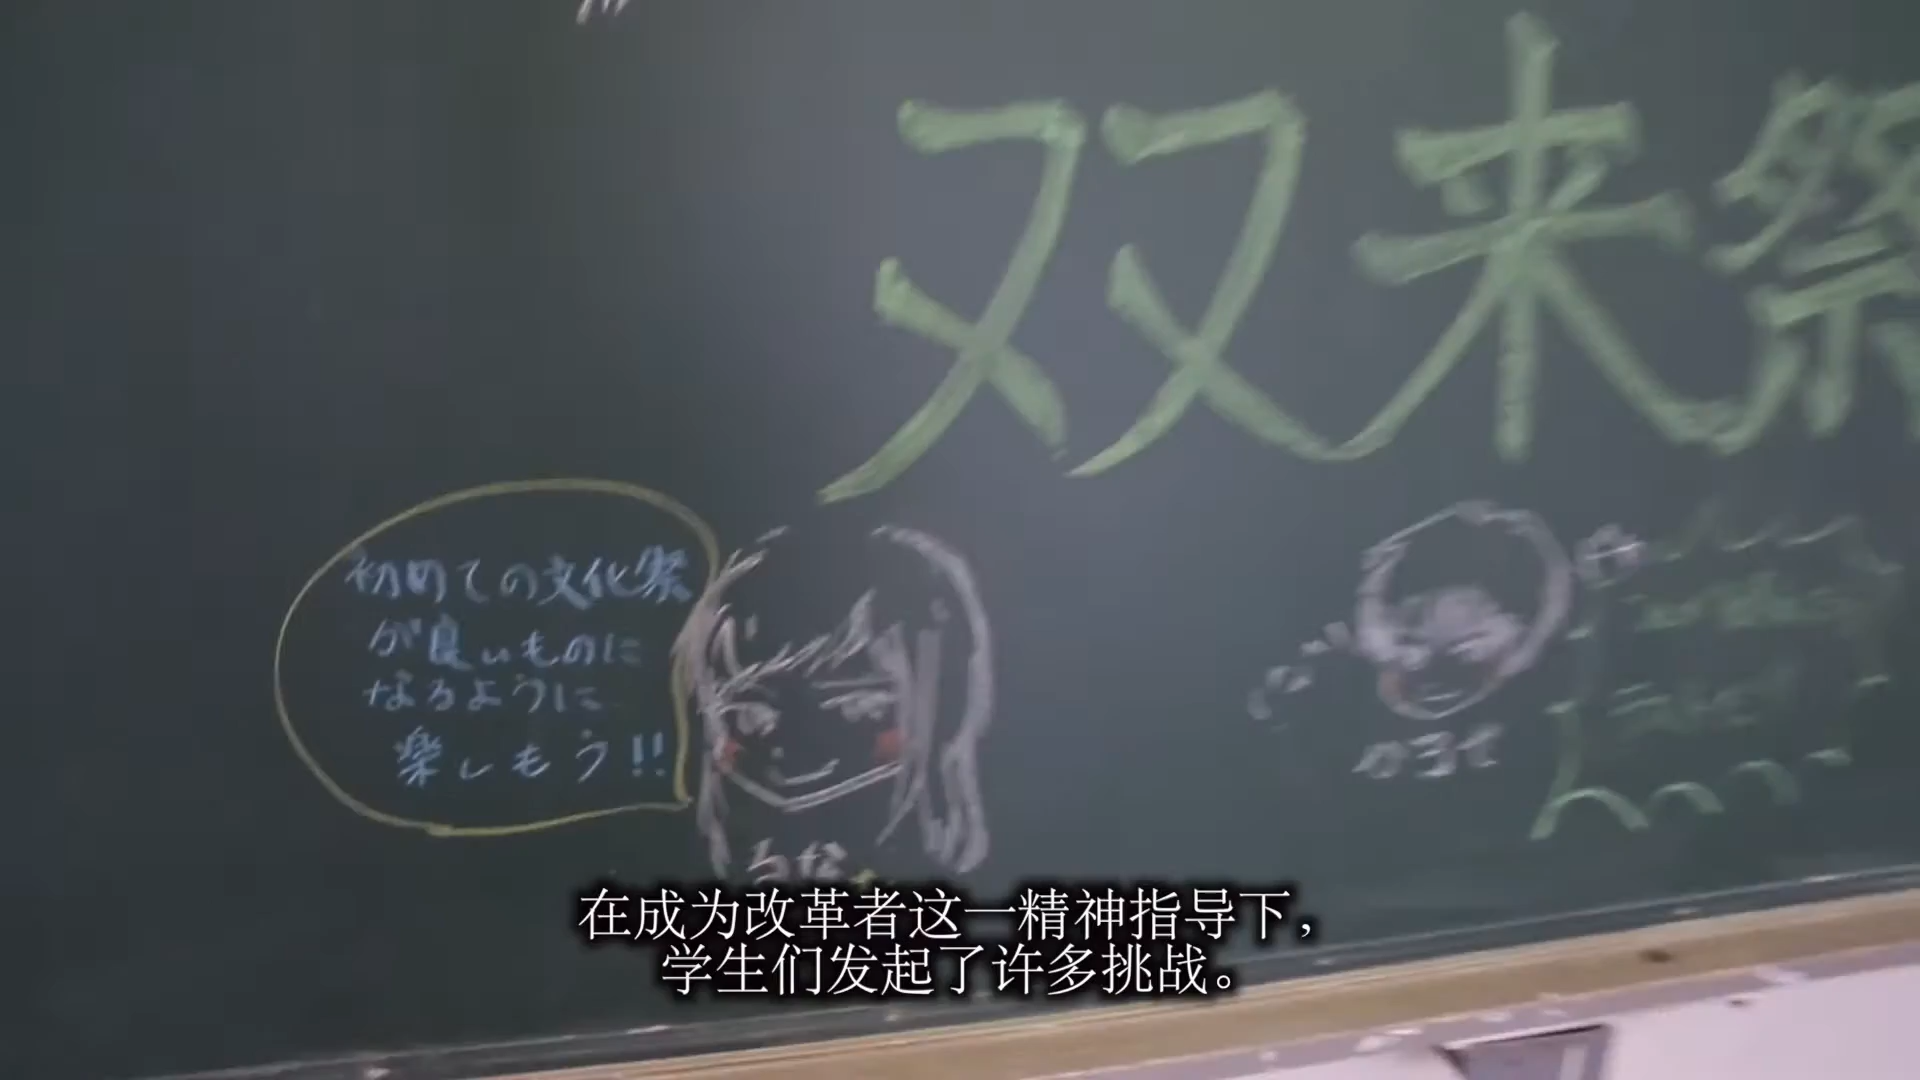 双来祭
初めての文化祭
が良いものに
なるように
楽しもう!!
るな
在成为改革者这一精神指导下，
学生们发起了许多挑战。